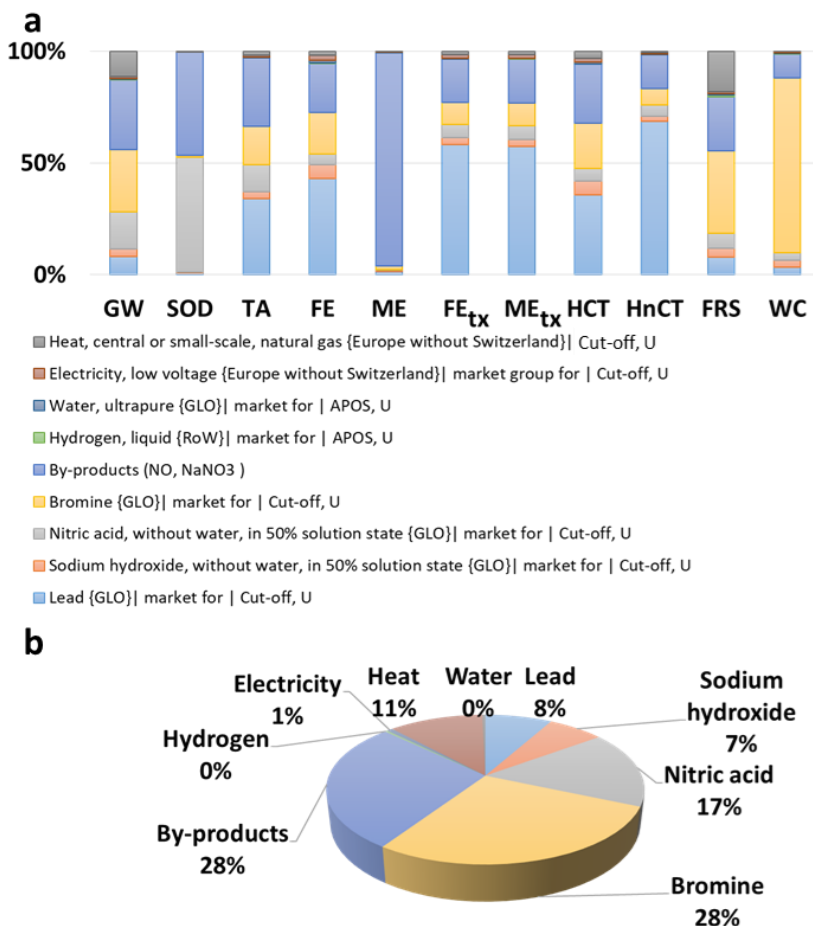 a
100%
50%
0%
GW SOD TA FE ME FEtx MEtx HCT HnCT FRS WC
Heat, central or small-scale, natural gas {Europe without Switzerland}| Cut-off, U
Electricity, low voltage {Europe without Switzerland}| market group for | Cut-off, U
Water, ultrapure {GLO}| market for | APOS, U
Hydrogen, liquid {RoW}| market for | APOS, U
By-products (NO, NaNO3 )
Bromine {GLO}| market for | Cut-off, U
Nitric acid, without water, in 50% solution state {GLO}| market for | Cut-off, U
Sodium hydroxide, without water, in 50% solution state {GLO}| market for | Cut-off, U
Lead {GLO}| market for | Cut-off, U
b
Water
0%
Lead
8%
Sodium
hydroxide
7%
Nitric acid
17%
Bromine
28%
By-products
28%
Hydrogen
0%
Electricity
1%
Heat
11%